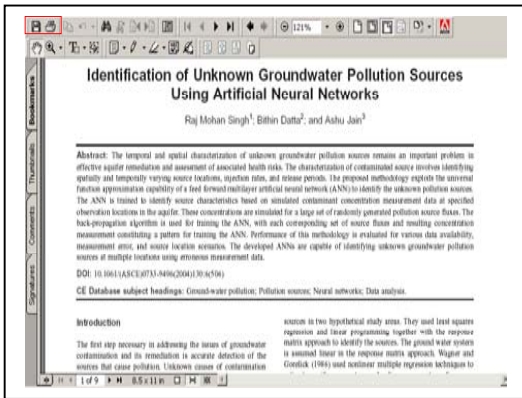 121%
Identification of Unknown Groundwater Pollution Sources
Using Artificial Neural Networks
Raj Mohan Singh1; Bithin Datta2; and Ashu Jain3
Abstract: The temporal and spatial characterization of unknown groundwater pollution sources remains an important problem in
effective aquifer remediation and assessment of associated health risks. The characterization of contaminated source involves identifying
spatially and temporally varying source locations, injection rates, and release periods. The proposed methodology exploits the universal
function approximation capability of a feed forward multilayer artificial neural network (ANN) to identify the unknown pollution sources.
The ANN is trained to identify source characteristics based on simulated contaminant concentration measurement data at specified
observation locations in the aquifer. These concentrations are simulated for a large set of randomly generated pollution source fluxes. The
back-propagation algorithm is used for training the ANN, with each corresponding set of source fluxes and resulting concentration
measurement constituting a pattern for training the ANN. Performance of this methodology is evaluated for various data availability,
measurement error, and source location scenarios. The developed ANNs are capable of identifying unknown groundwater pollution
sources at multiple locations using erroneous measurement data.
DOI: 10.1061/(ASCE)0733-9496(2004)130:6(506)
CE Database subject headings: Ground-water pollution; Pollution sources; Neural networks; Data analysis.
Introduction
The first step necessary in addressing the issues of groundwater
contamination and its remediation is accurate detection of the
sources that cause pollution. Unknown causes of contamination
sources in two hypothetical study areas. They used least squares
regression and linear programming together with the response
matrix approach to identify the sources. The ground water system
is assumed linear in the response matrix approach. Wagner and
Gorelick (1986) used nonlinear multiple regression techniques to
Bookmarks
Thumbnails
Comments
Signatures
1 of 9
8.5 x 11 in